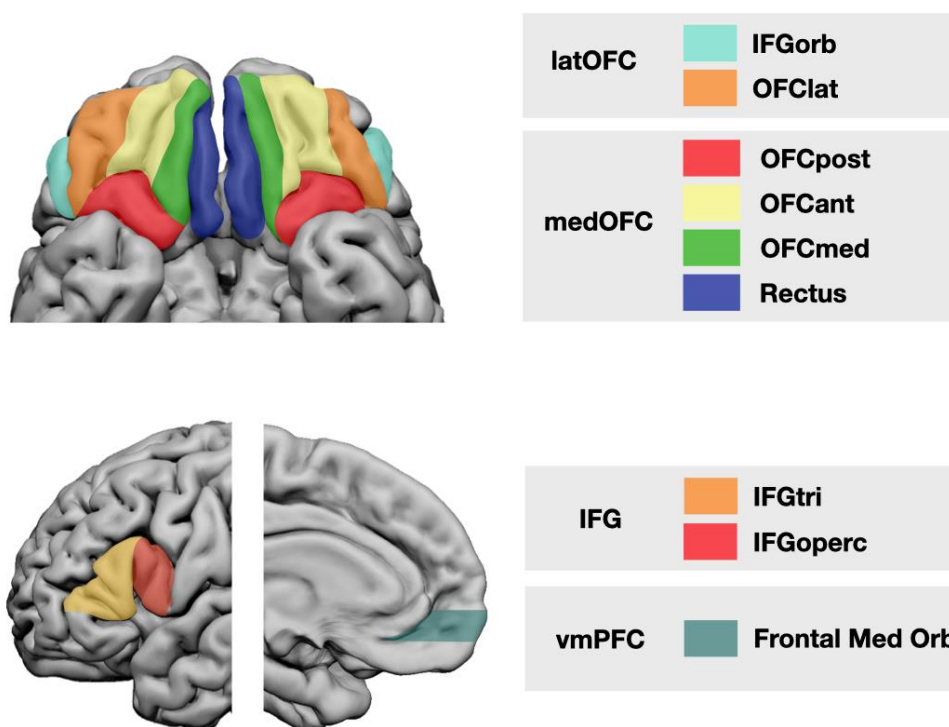 latOFC
IFGorb
OFClat
medOFC
OFCpost
OFCant
OFCmed
Rectus
IFG
IFGtri
IFGoperc
vmPFC
Frontal Med Orb